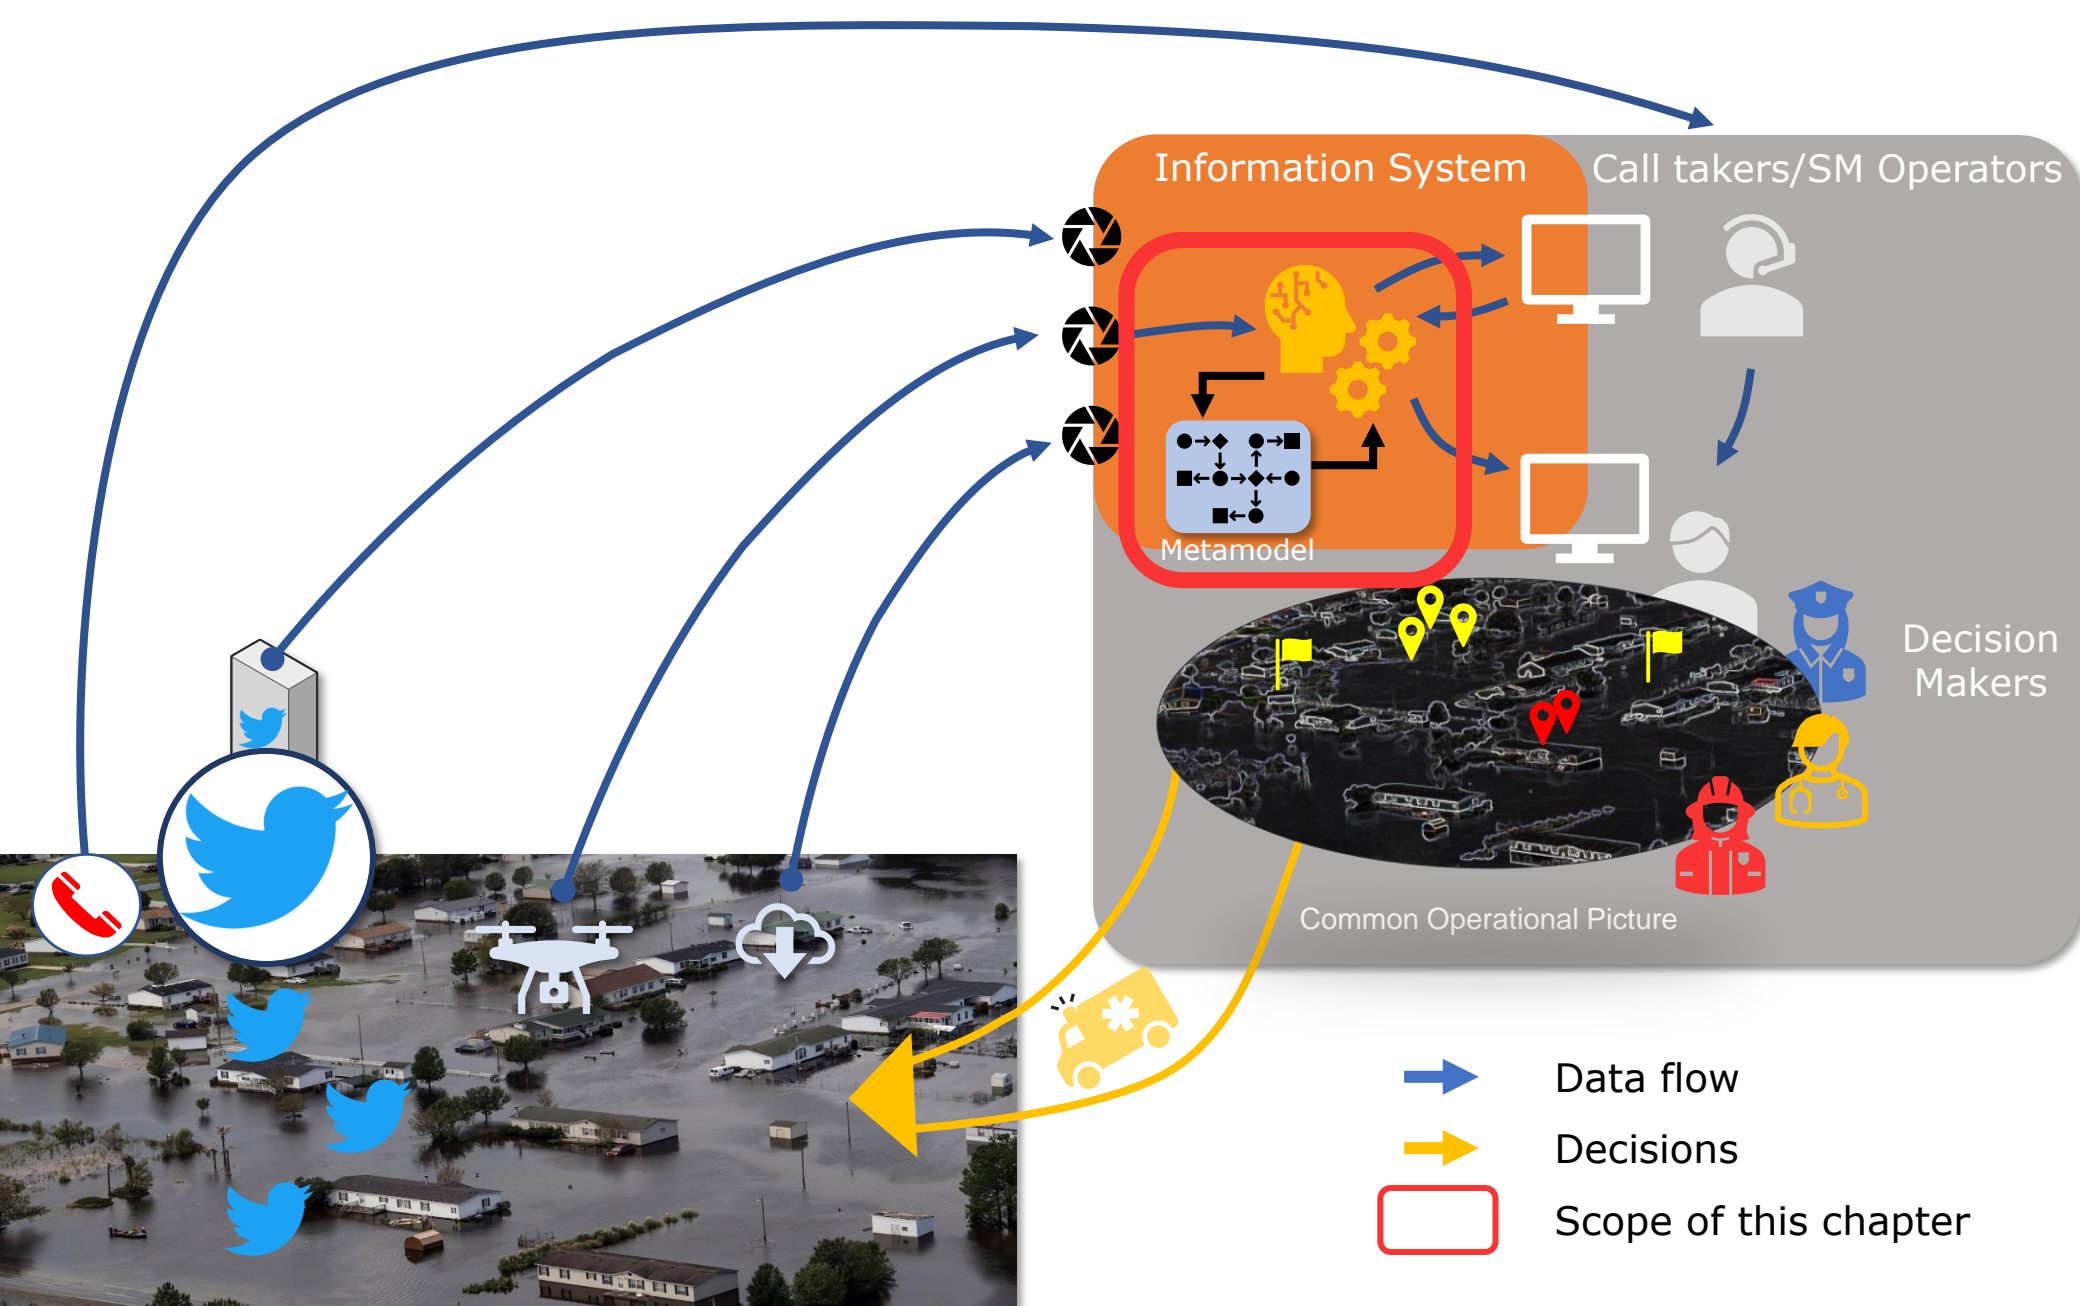 Information System
Call takers/SM Operators
Metamodel
Decision
Makers
Common Operational Picture
Data flow
Decisions
Scope of this chapter